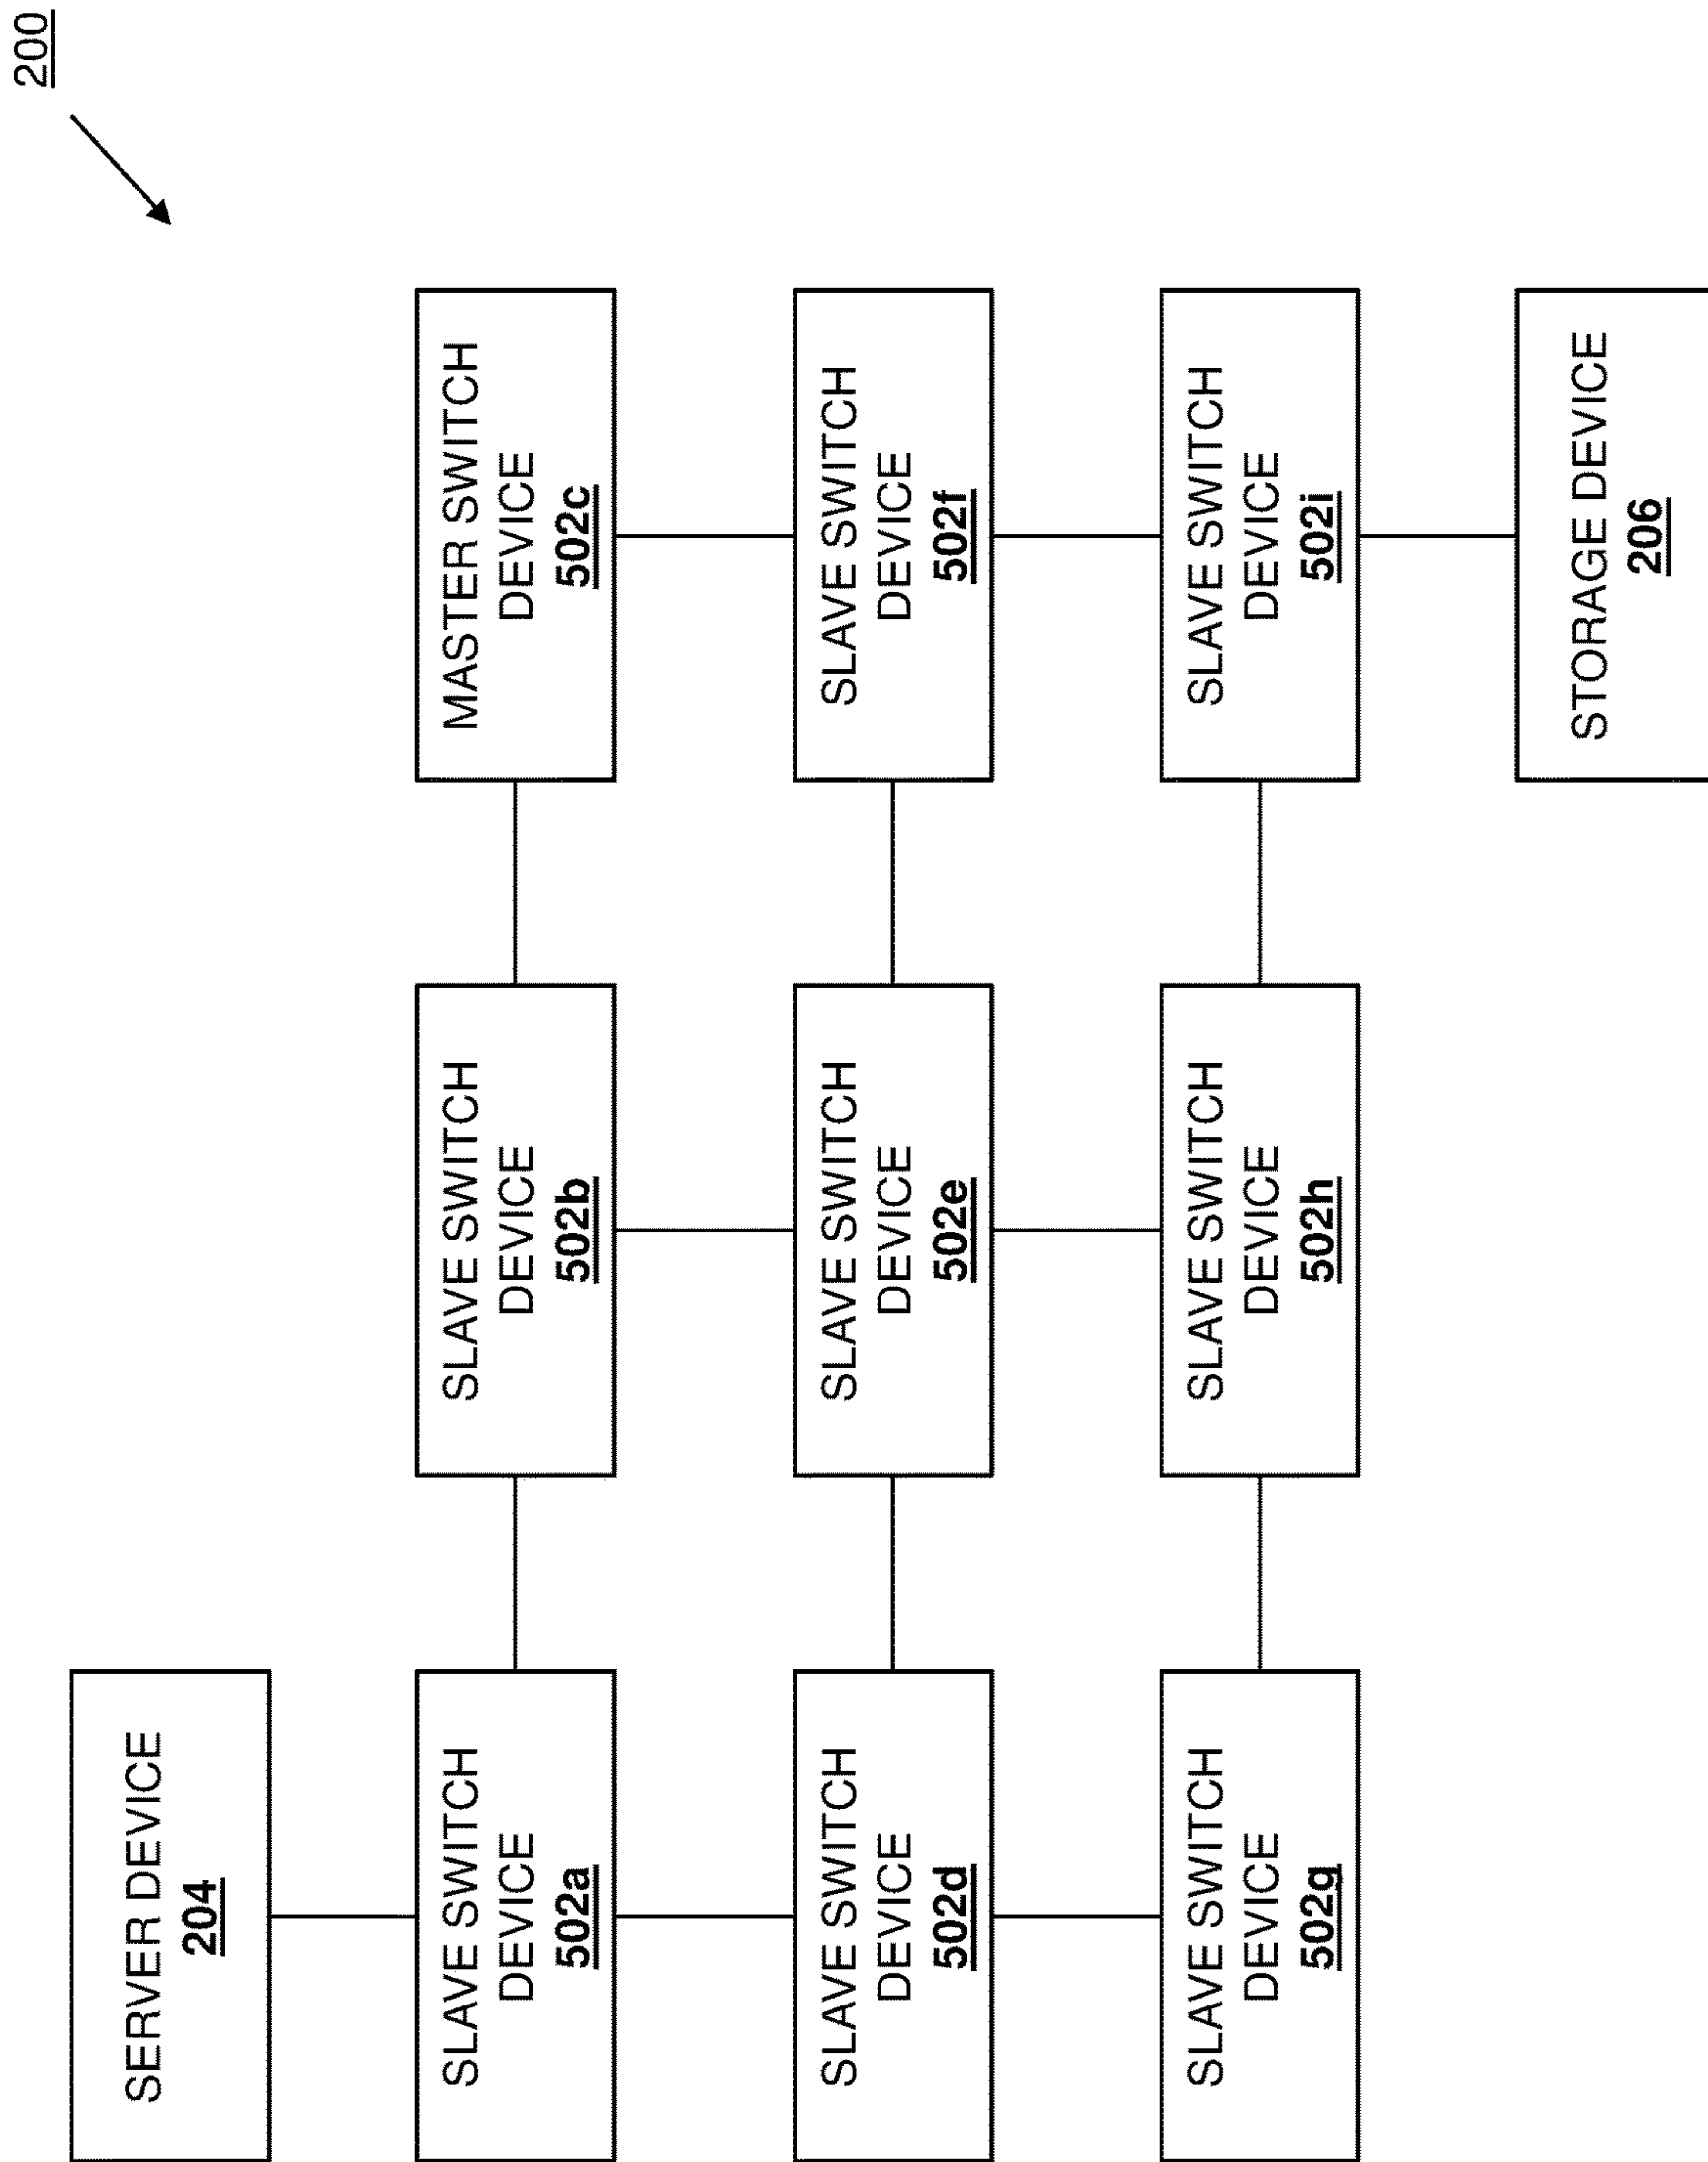 200
SERVER DEVICE
204
SLAVE SWITCH
DEVICE
502a
SLAVE SWITCH
DEVICE
502b
MASTER SWITCH
DEVICE
502c
SLAVE SWITCH
DEVICE
502d
SLAVE SWITCH
DEVICE
502e
SLAVE SWITCH
DEVICE
502f
SLAVE SWITCH
DEVICE
502g
SLAVE SWITCH
DEVICE
502h
SLAVE SWITCH
DEVICE
502i
STORAGE DEVICE
206